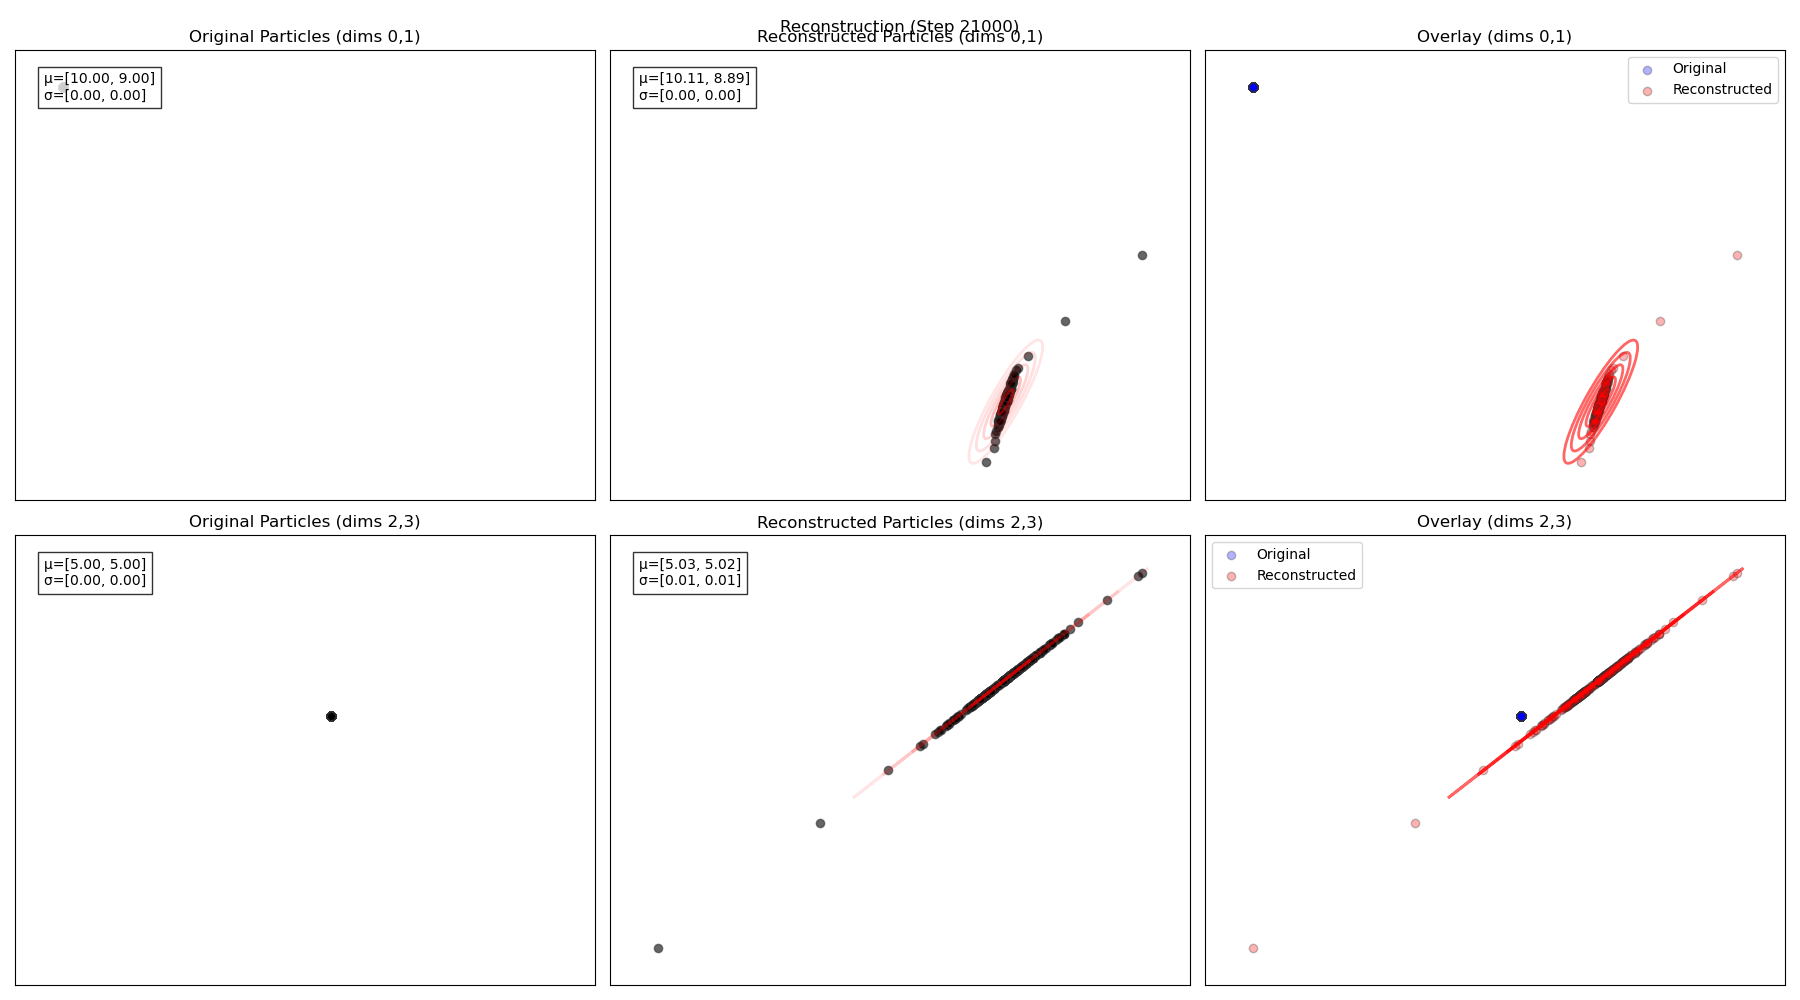 Reconstruction (Step 21000)
Original Particles (dims 0,1)
μ=[10.00, 9.00]
σ=[0.00, 0.00]
Reconstructed Particles (dims 0,1)
μ=[10.11, 8.89]
σ=[0.00, 0.00]
Overlay (dims 0,1)
Original
Reconstructed
Original Particles (dims 2,3)
μ=[5.00, 5.00]
σ=[0.00, 0.00]
Reconstructed Particles (dims 2,3)
μ=[5.03, 5.02]
σ=[0.01, 0.01]
Overlay (dims 2,3)
Original
Reconstructed